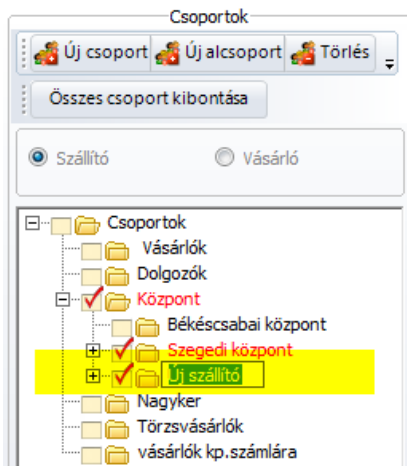 Csoportok
Új csoport Új alcsoport Törlés
Összes csoport kibontása
Szállító Vásárló
Csoportok
Vásárlók
Dolgozók
Központ
Békéscsabai központ
Szegedi központ
Új szállító
Nagyker
Törzsvásárlók
vásárlók kp.számlára